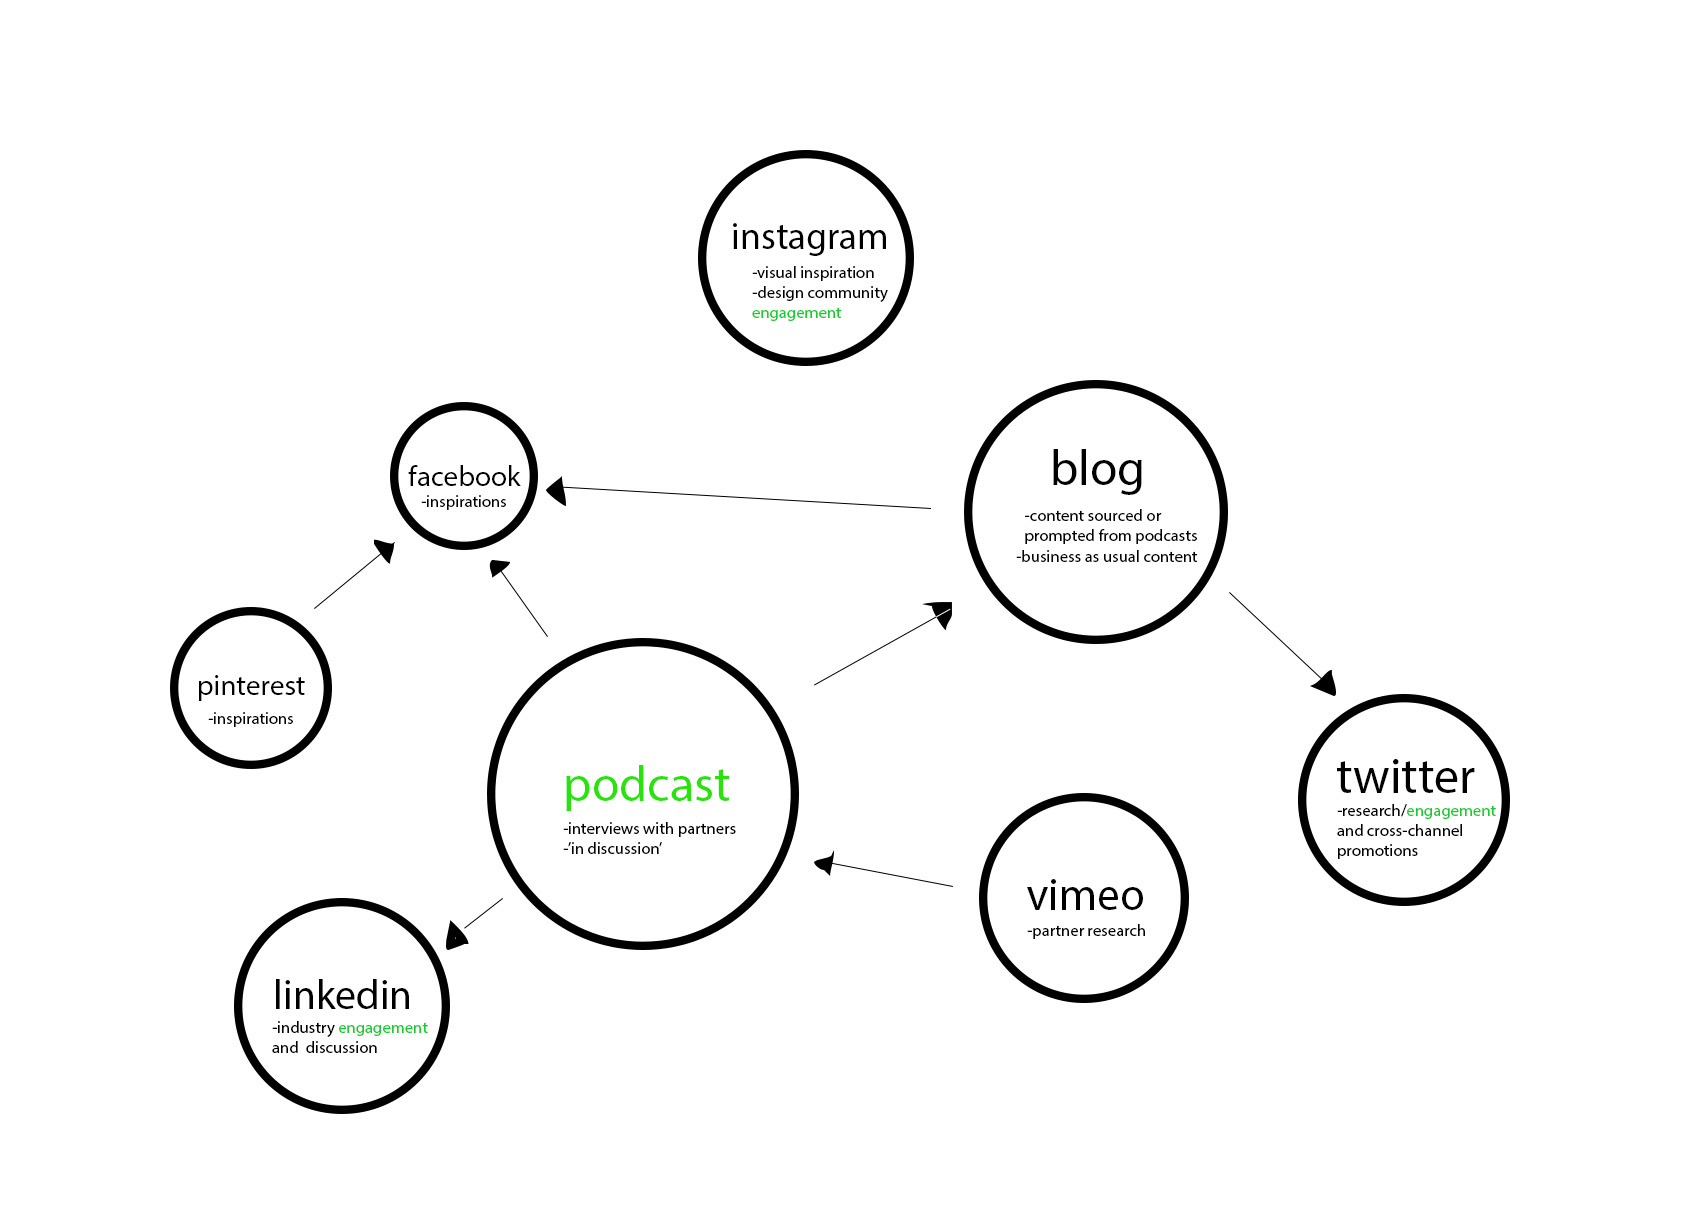 instagram
-visual inspiration
-design community
engagement
facebook
-inspirations
blog
-content sourced or
prompted from podcasts
-business as usual content
pinterest
-inspirations
podcast
-interviews with partners
-'in discussion'
twitter
-research/engagement
and cross-channel
promotions
vimeo
-partner research
linkedin
-industry engagement
and  discussion